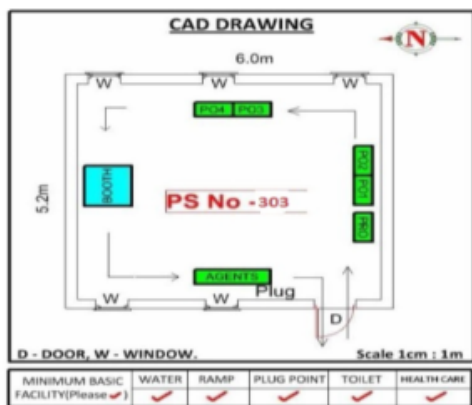 CAD DRAWING
N
6.0m
W W W
PO4 PO3
5.2m
BOOTH
PO2
PO1
PS No -303
PRO
AGENTS
Plug
W W
D
D - DOOR, W - WINDOW.
Scale 1cm : 1m
MINIMUM BASIC FACILITY(Please ✓) WATER RAMP PLUG POINT TOILET HEALTH CARE
✓ ✓ ✓ ✓ ✓